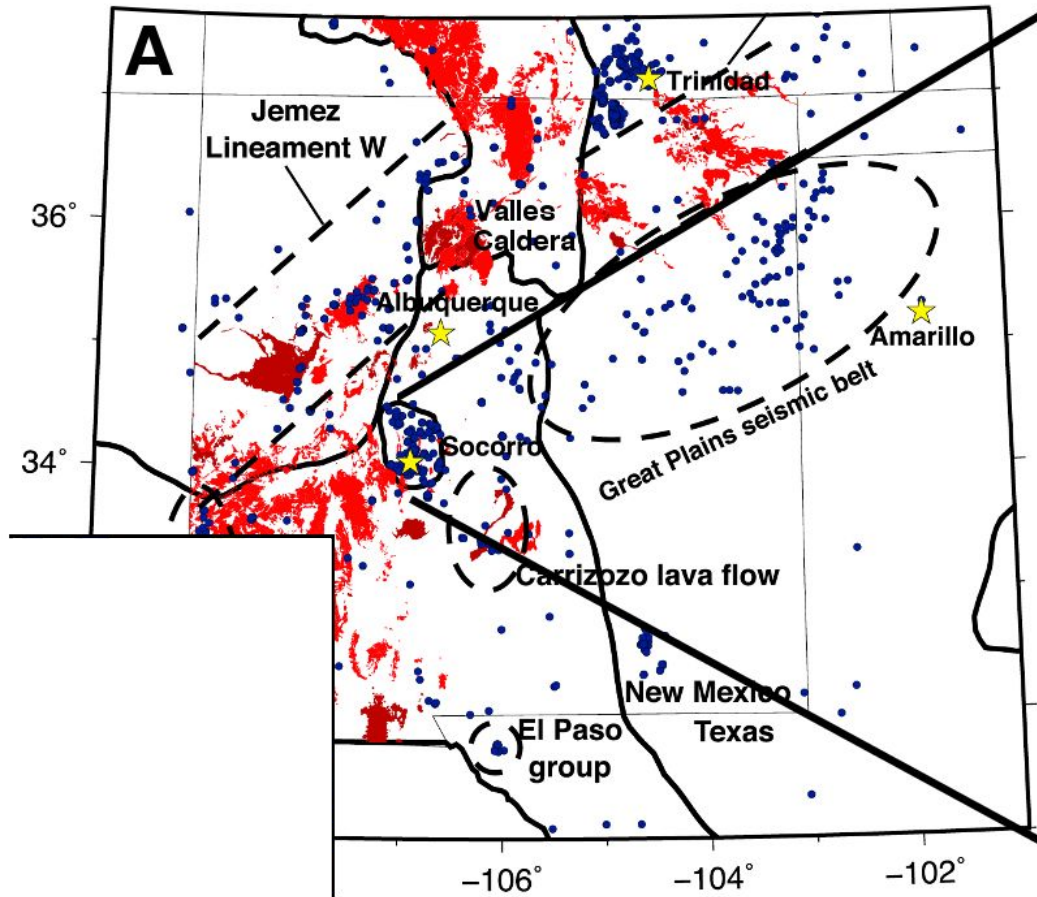 A
Jemez
Lineament W
Trinidad
36°
Valles
Caldera
Albuquerque
Amarillo
Great Plains seismic belt
34°
Socorro
Carrizozo lava flow
New Mexico
Texas
El Paso
group
−106°
−104°
−102°